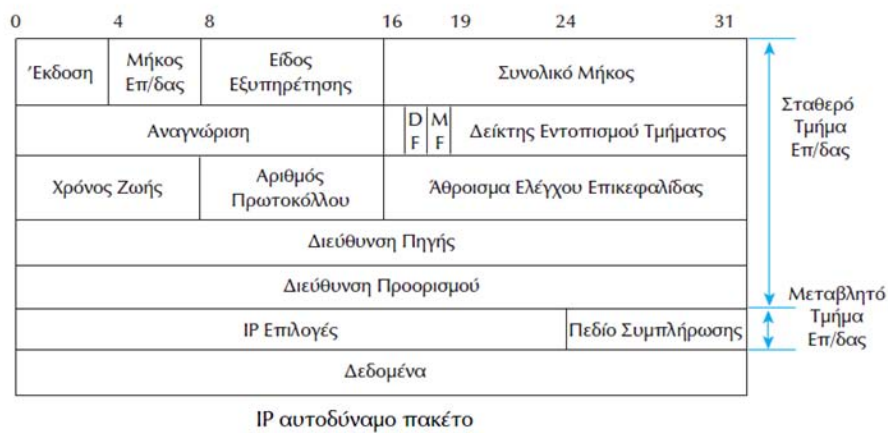 0 4 8 16 19 24 31
Έκδοση
Μήκος
Επ/δας
Είδος
Εξυπηρέτησης
Συνολικό Μήκος
Αναγνώριση
D
F
M
F
Δείκτης Εντοπισμού Τμήματος
Χρόνος Ζωής
Αριθμός
Πρωτοκόλλου
Άθροισμα Ελέγχου Επικεφαλίδας
Διεύθυνση Πηγής
Διεύθυνση Προορισμού
IP Επιλογές
Πεδίο Συμπλήρωσης
Δεδομένα
Σταθερό
Τμήμα
Επ/δας
Μεταβλητό
Τμήμα
Επ/δας
IP αυτοδύναμο πακέτο